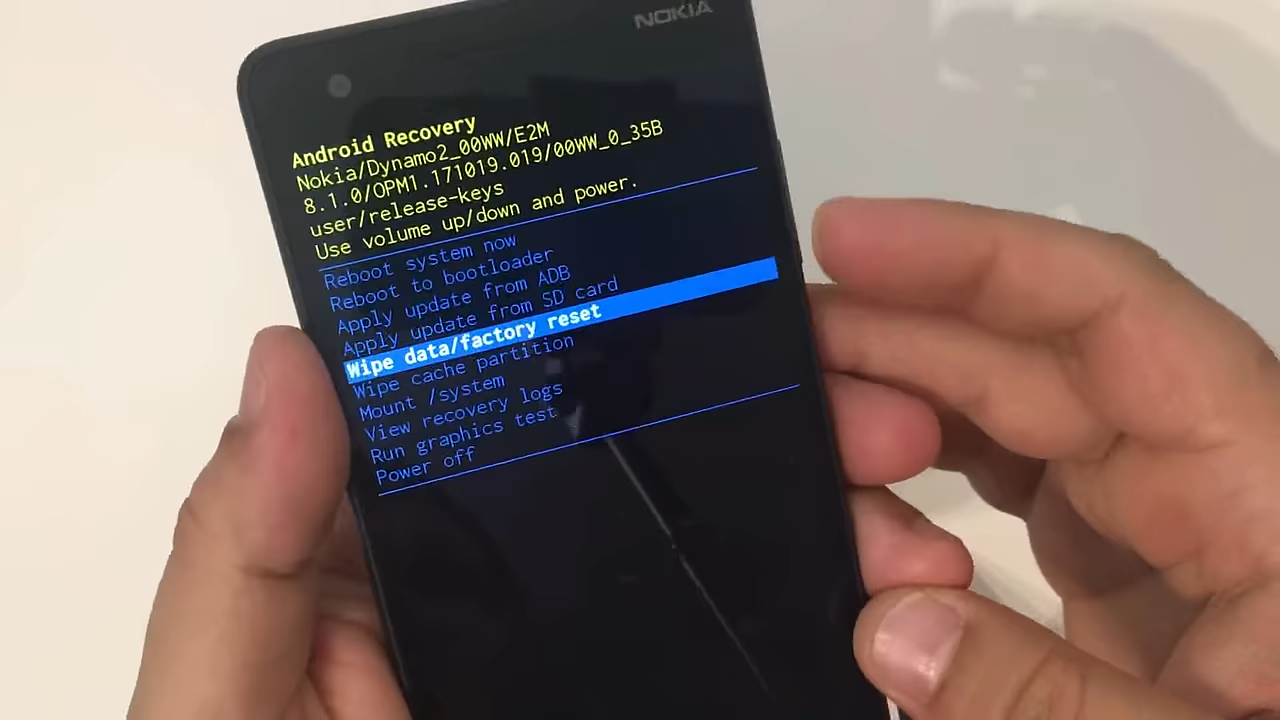 NOKIA
Android Recovery
Nokia/Dynamo2_00WW/E2M
8.1.0/OPM1.171019.019/00WW_0_35B
user/release-keys
Use volume up/down and power.
Reboot system now
Reboot to bootloader
Apply update from ADB
Apply update from SD card
Wipe data/factory reset
Wipe cache partition
Mount /system
View recovery logs
Run graphics test
Power off